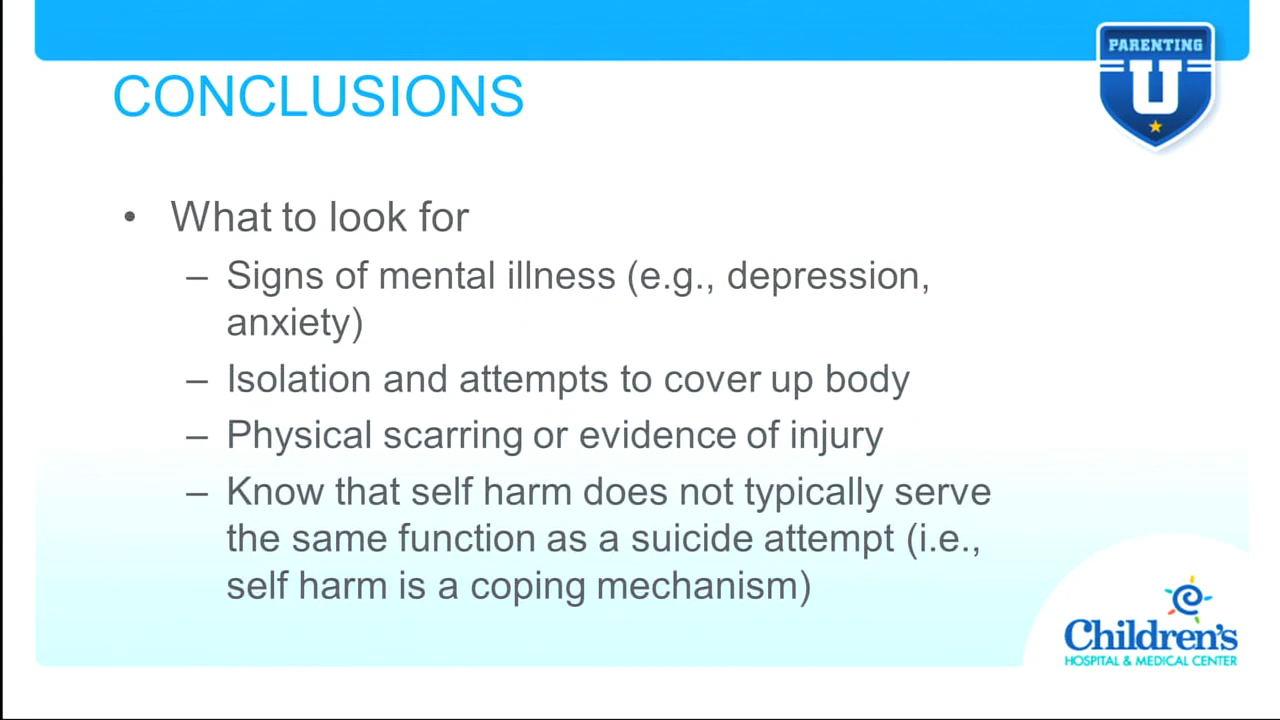 PARENTING
U
CONCLUSIONS
• What to look for
– Signs of mental illness (e.g., depression,
anxiety)
– Isolation and attempts to cover up body
– Physical scarring or evidence of injury
– Know that self harm does not typically serve
the same function as a suicide attempt (i.e.,
self harm is a coping mechanism)
Children's
HOSPITAL & MEDICAL CENTER